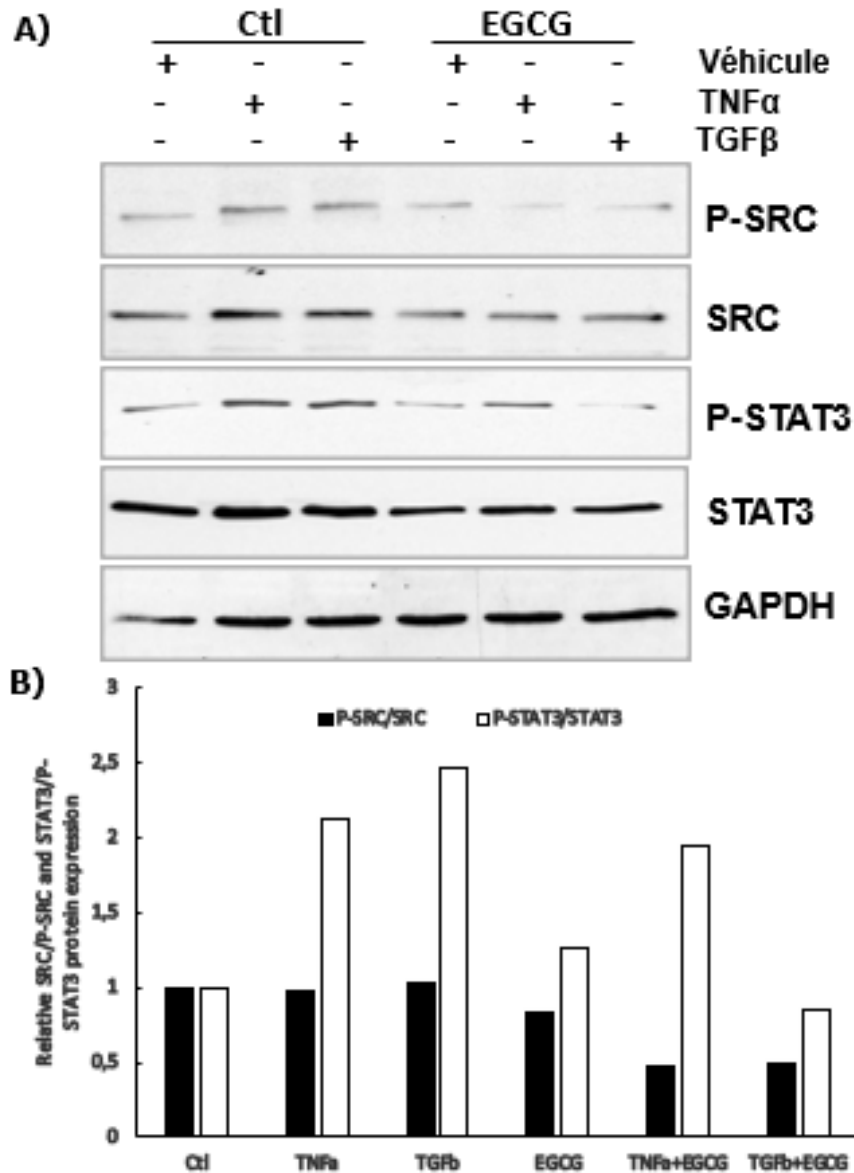 A)
Ctl EGCG
+ - - + - - Véhicule
- + - - + - TNFα
- - + - - + TGFβ
P-SRC
SRC
P-STAT3
STAT3
GAPDH
B)
3
P-SRC/SRC P-STAT3/STAT3
2,5
2
1,5
1
0,5
0
Relative SRC/P-SRC and STAT3/P-
STAT3 protein expression
Ctl TNFa TGFb EGCG TNFa+EGCG TGFb+EGCG